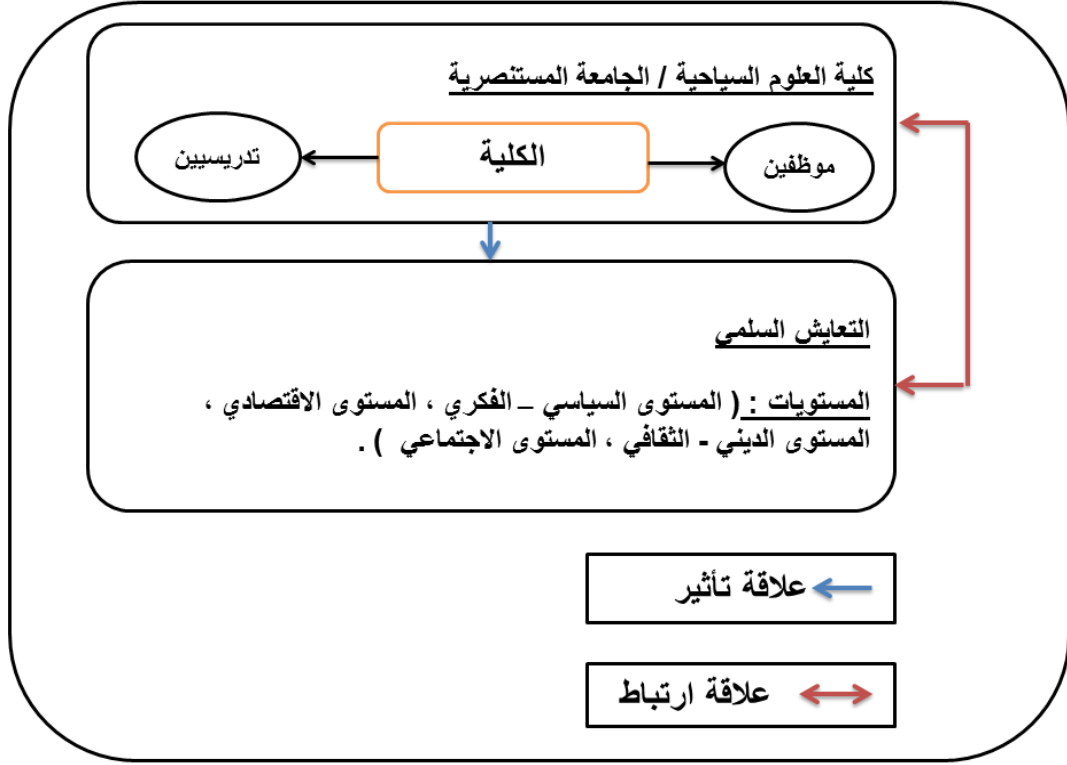 كلية العلوم السياحية / الجامعة المستنصرية
موظفين
الكلية
تدريسيين
التعايش السلمي
المستويات : ( المستوى السياسي – الفكري ، المستوى الاقتصادي ،
المستوى الديني - الثقافي ، المستوى الاجتماعي ) .
علاقة تأثير
علاقة ارتباط